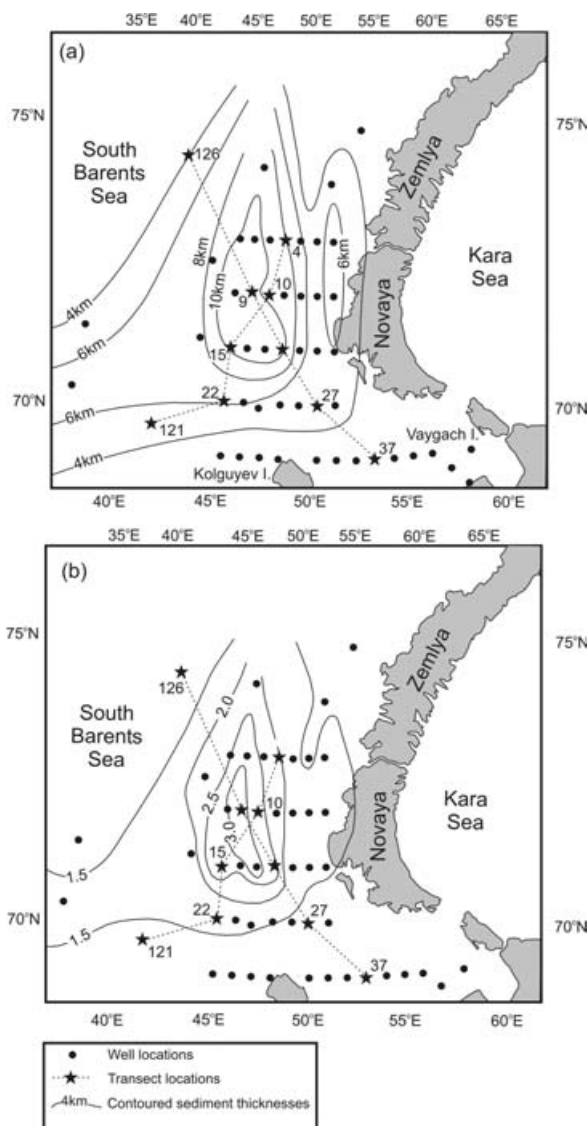 35°E 40°E 45°E 50°E 55°E 60°E 65°E
(a)
75°N
75°N
126
South
Barents
Sea
Zemlya
Kara
Sea
8km
4
6km
10km
10
9
4km
6km
Novaya
15
70°N
70°N
22
27
6km
121
Vaygach I.
4km
37
Kolguyev I.
40°E 45°E 50°E 55°E 60°E
35°E 40°E 45°E 50°E 55°E 60°E 65°E
(b)
75°N
75°N
126
2.0
South
Barents
Sea
Zemlya
Kara
Sea
2.5
10
3.0
Novaya
1.5
15
70°N
70°N
22
27
1.5
121
37
40°E 45°E 50°E 55°E 60°E
Well locations
Transect locations
4km Contoured sediment thicknesses